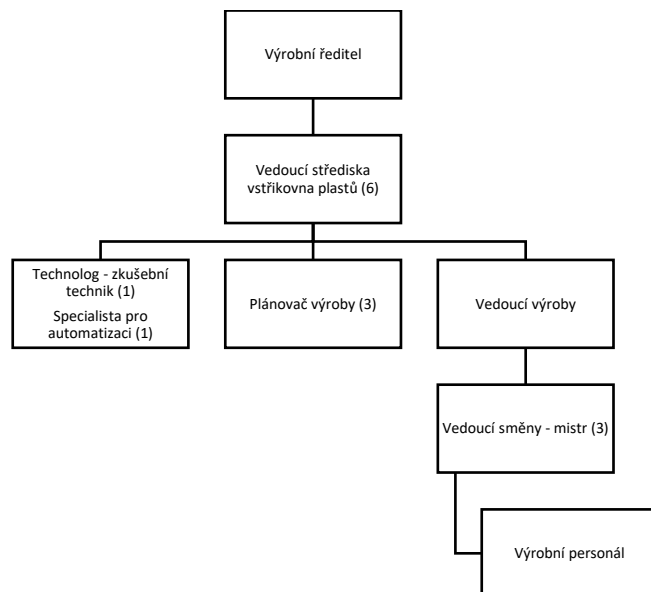 Výrobní ředitel
Vedoucí střediska
vstřikovna plastů (6)
Technolog - zkušební
technik (1)
Specialista pro
automatizaci (1)
Plánovač výroby (3)
Vedoucí výroby
Vedoucí směny - mistr (3)
Výrobní personál